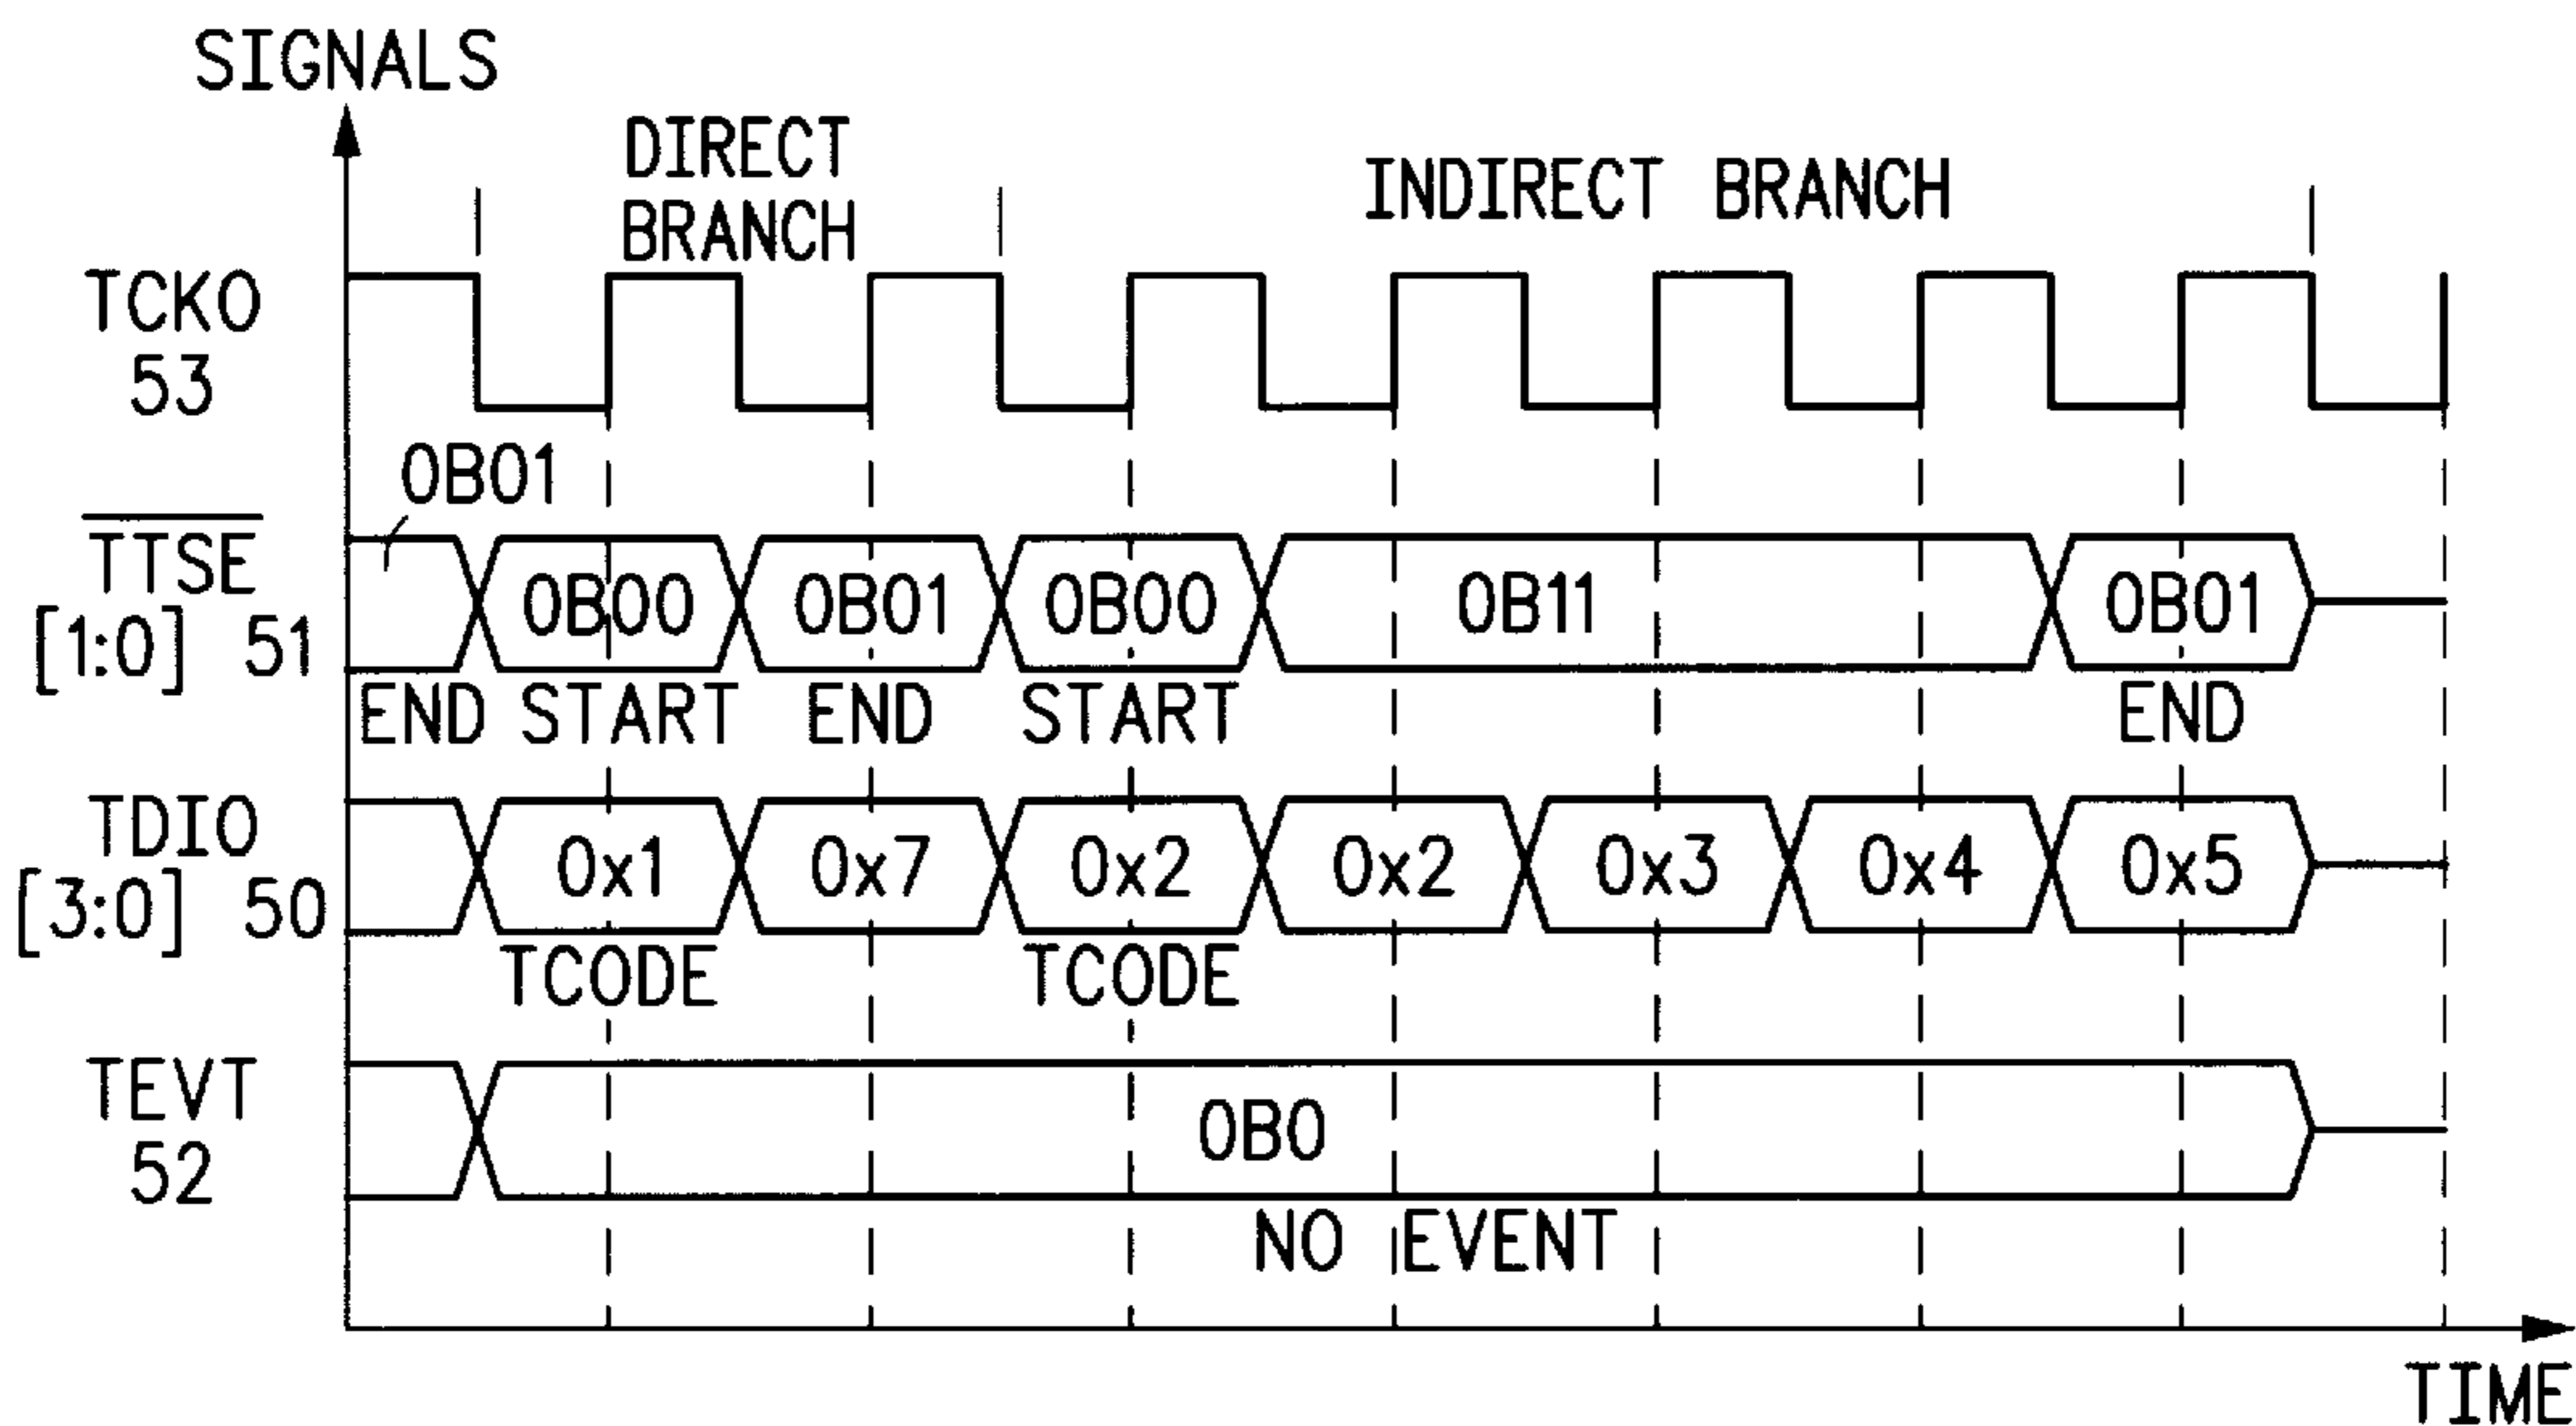 SIGNALS
DIRECT
BRANCH
INDIRECT BRANCH
TCKO
53
0B01
TTSE
[1:0] 51
0B00 0B01 0B00 0B11 0B01
END START END START END
TDIO
[3:0] 50
0x1 0x7 0x2 0x2 0x3 0x4 0x5
TCODE TCODE
TEVT
52
0B0
NO EVENT
TIME